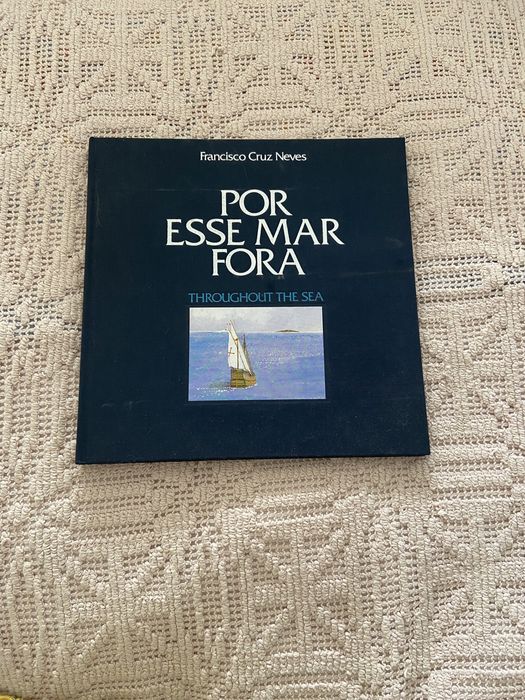 Francisco Cruz Neves
POR
ESSE MAR
FORA
THROUGHOUT THE SEA